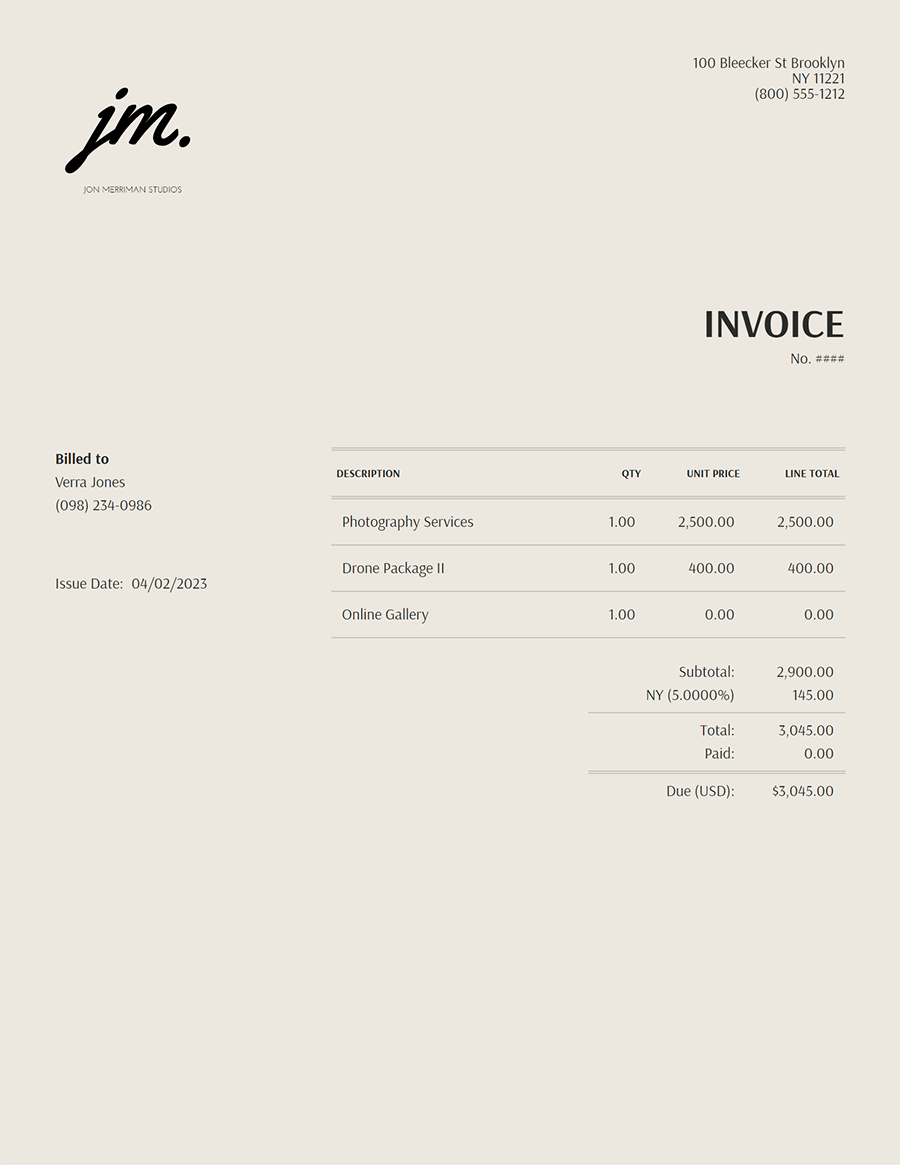 100 Bleecker St Brooklyn
NY 11221
(800) 555-1212
jm.
JON MERRIMAN STUDIOS
INVOICE
No. ####
Billed to
Verra Jones
(098) 234-0986
Issue Date: 04/02/2023
DESCRIPTION QTY UNIT PRICE LINE TOTAL
Photography Services 1.00 2,500.00 2,500.00
Drone Package II 1.00 400.00 400.00
Online Gallery 1.00 0.00 0.00
Subtotal: 2,900.00
NY (5.0000%) 145.00
Total: 3,045.00
Paid: 0.00
Due (USD): $3,045.00